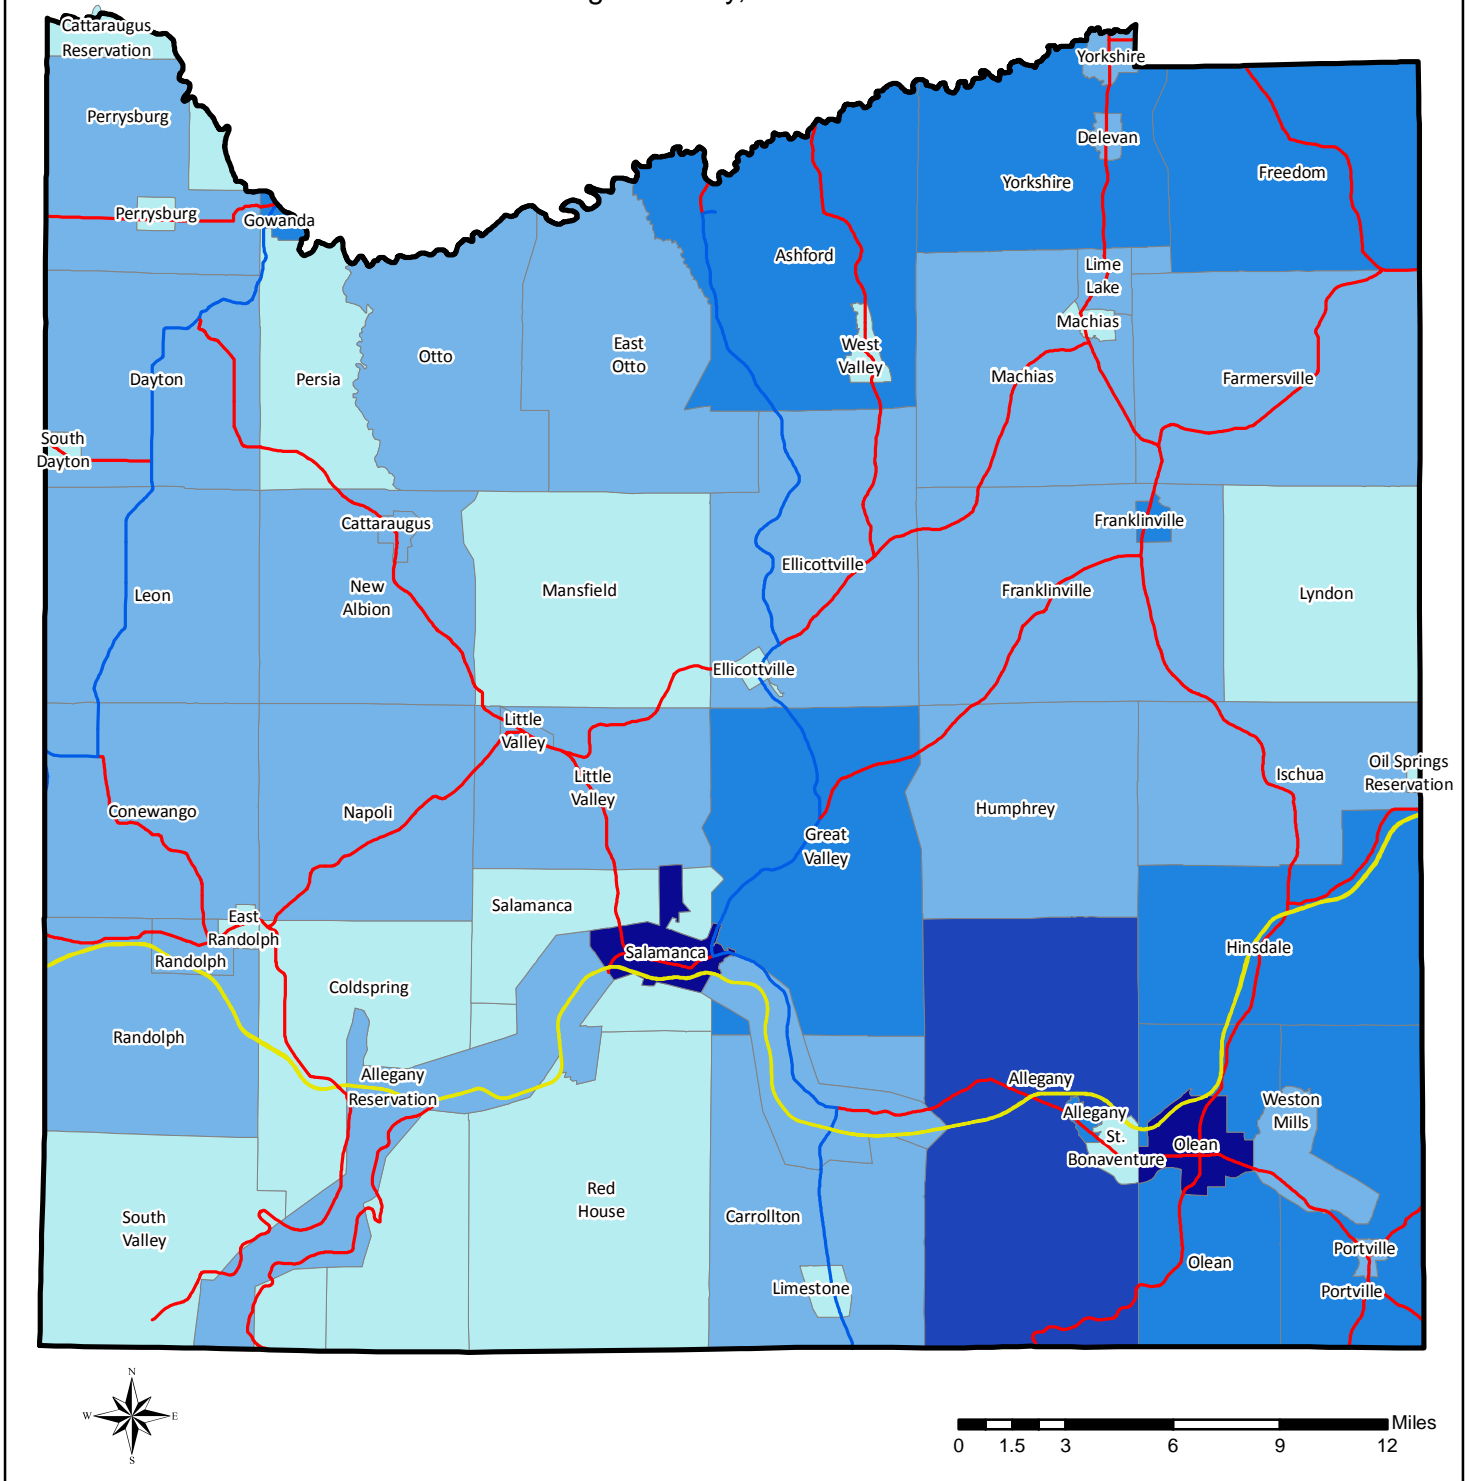 Cattaraugus
Reservation
Yorkshire
Perrysburg
Delevan
Freedom
Yorkshire
Perrysburg
Gowanda
Ashford
Lime
Lake
Machias
West
Valley
East
Otto
Otto
Dayton
Persia
Machias
Farmersville
South
Dayton
Cattaraugus
Franklinville
Ellicottville
Mansfield
New
Albion
Leon
Franklinville
Lyndon
Ellicottville
Little
Valley
Little
Valley
Ischua
Oil Springs
Reservation
Conewango
Napoli
Humphrey
Great
Valley
Salamanca
East
Randolph
Randolph
Salamanca
Hinsdale
Coldspring
Randolph
Allegany
Reservation
Allegany
Allegany
St.
Bonaventure
Weston
Mills
Olean
Red
House
South
Valley
Carrollton
Limestone
Olean
Portville
Portville
N
W
E
S
Miles
0 1.5 3 6 9 12